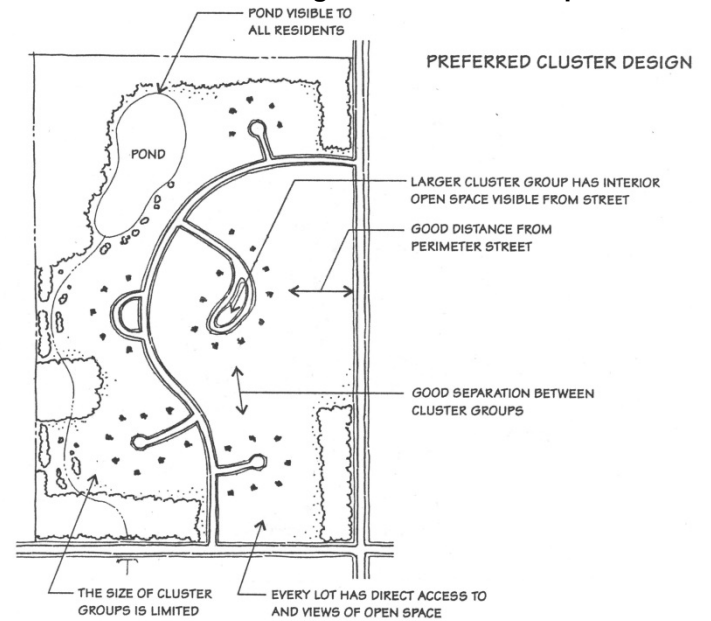 POND VISIBLE TO
ALL RESIDENTS
PREFERRED CLUSTER DESIGN
POND
LARGER CLUSTER GROUP HAS INTERIOR
OPEN SPACE VISIBLE FROM STREET
GOOD DISTANCE FROM
PERIMETER STREET
GOOD SEPARATION BETWEEN
CLUSTER GROUPS
THE SIZE OF CLUSTER
GROUPS IS LIMITED
EVERY LOT HAS DIRECT ACCESS TO
AND VIEWS OF OPEN SPACE